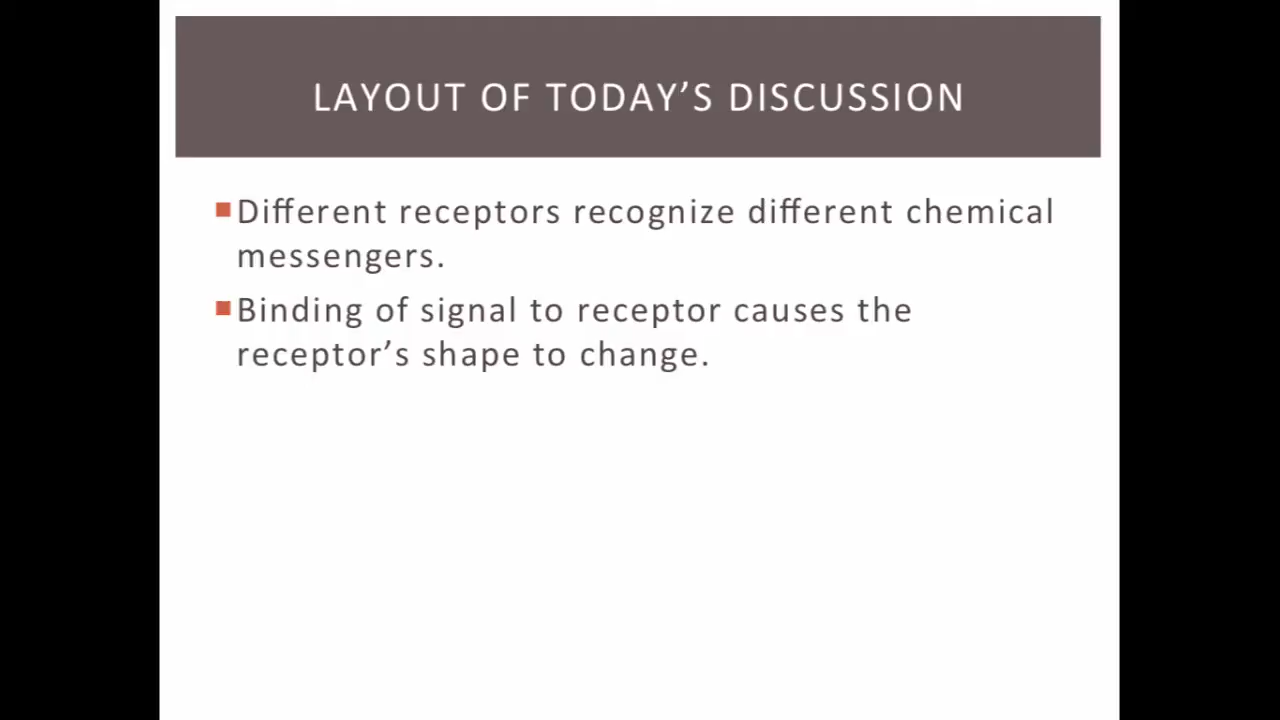 LAYOUT OF TODAY’S DISCUSSION
Different receptors recognize different chemical
messengers.
Binding of signal to receptor causes the
receptor’s shape to change.